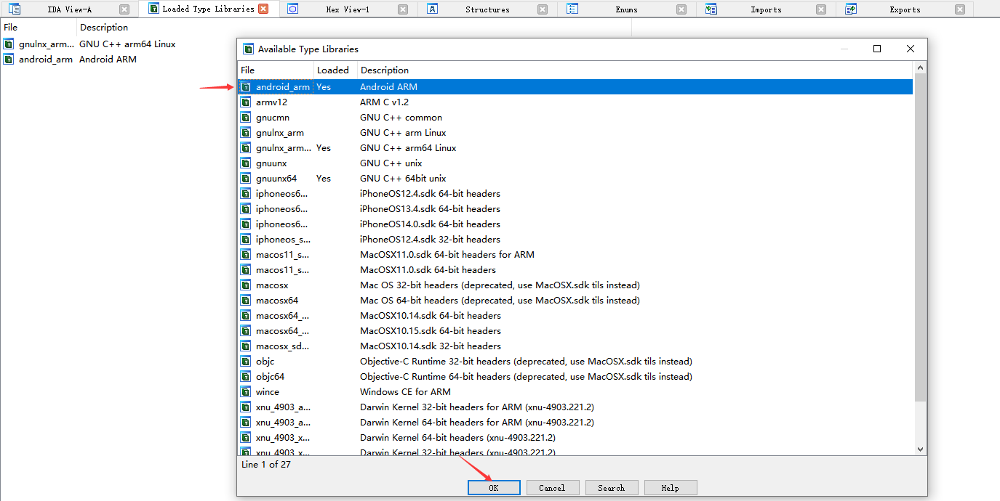 IDA View-A Loaded Type Libraries Hex View-1 Structures Enums Imports Exports
File Description
gnulnx_arm... GNU C++ arm64 Linux
android_arm Android ARM
Available Type Libraries
File Loaded Description
android_arm Yes Android ARM
armv12 ARM C v1.2
gnucmn GNU C++ common
gnulnx_arm GNU C++ arm Linux
gnulnx_arm... Yes GNU C++ arm64 Linux
gnuunx GNU C++ unix
gnuunx64 Yes GNU C++ 64bit unix
iphoneos6... iPhoneOS12.4.sdk 64-bit headers
iphoneos6... iPhoneOS13.4.sdk 64-bit headers
iphoneos6... iPhoneOS14.0.sdk 64-bit headers
iphoneos_s... iPhoneOS12.4.sdk 32-bit headers
macos11_s... MacOSX11.0.sdk 64-bit headers for ARM
macos11_s... MacOSX11.0.sdk 64-bit headers
macosx Mac OS 32-bit headers (deprecated, use MacOSX.sdk tils instead)
macosx64 Mac OS 64-bit headers (deprecated, use MacOSX.sdk tils instead)
macosx64_... MacOSX10.14.sdk 64-bit headers
macosx64_... MacOSX10.15.sdk 64-bit headers
macosx_sd... MacOSX10.14.sdk 32-bit headers
objc Objective-C Runtime 32-bit headers (deprecated, use MacOSX.sdk tils instead)
objc64 Objective-C Runtime 64-bit headers (deprecated, use MacOSX.sdk tils instead)
wince Windows CE for ARM
xnu_4903_a... Darwin Kernel 32-bit headers for ARM (xnu-4903.221.2)
xnu_4903_a... Darwin Kernel 64-bit headers for ARM (xnu-4903.221.2)
xnu_4903_x... Darwin Kernel 64-bit headers (xnu-4903.221.2)
xnu_4903_x... Darwin Kernel 32-bit headers (xnu-4903.221.2)
Line 1 of 27
OK Cancel Search Help